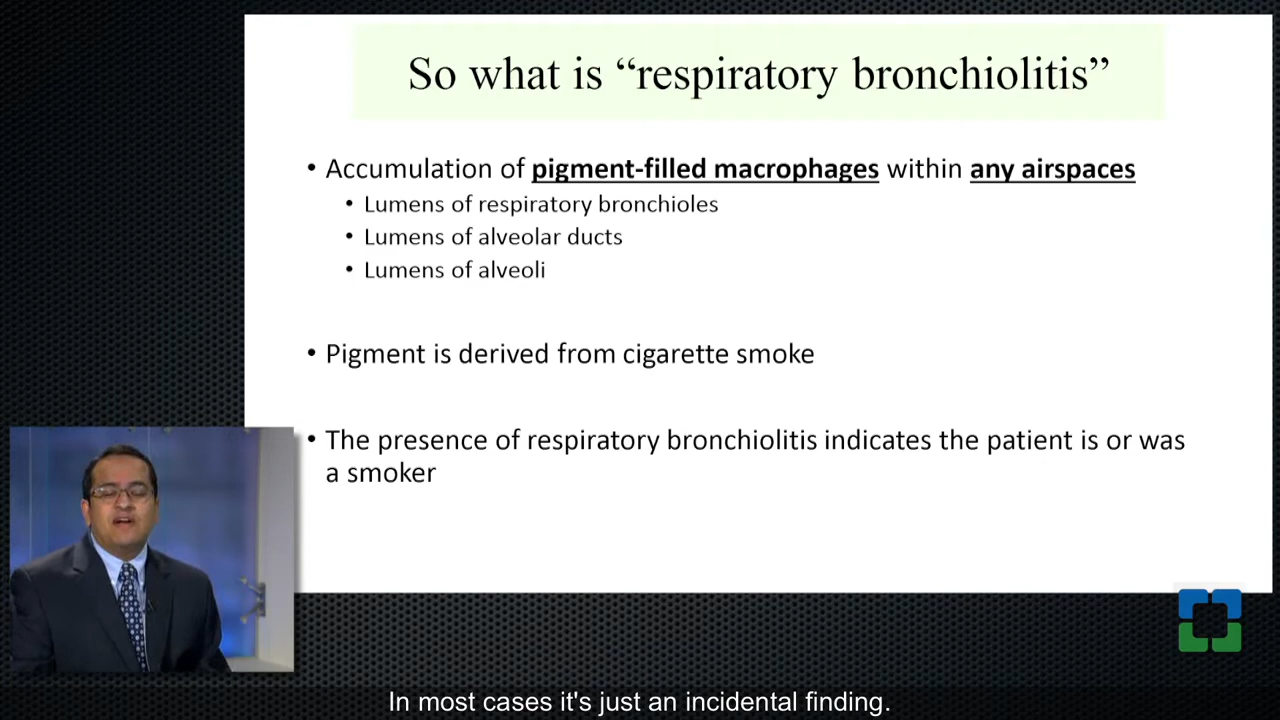 So what is “respiratory bronchiolitis”
• Accumulation of pigment-filled macrophages within any airspaces
• Lumens of respiratory bronchioles
• Lumens of alveolar ducts
• Lumens of alveoli
• Pigment is derived from cigarette smoke
• The presence of respiratory bronchiolitis indicates the patient is or was
a smoker
In most cases it's just an incidental finding.